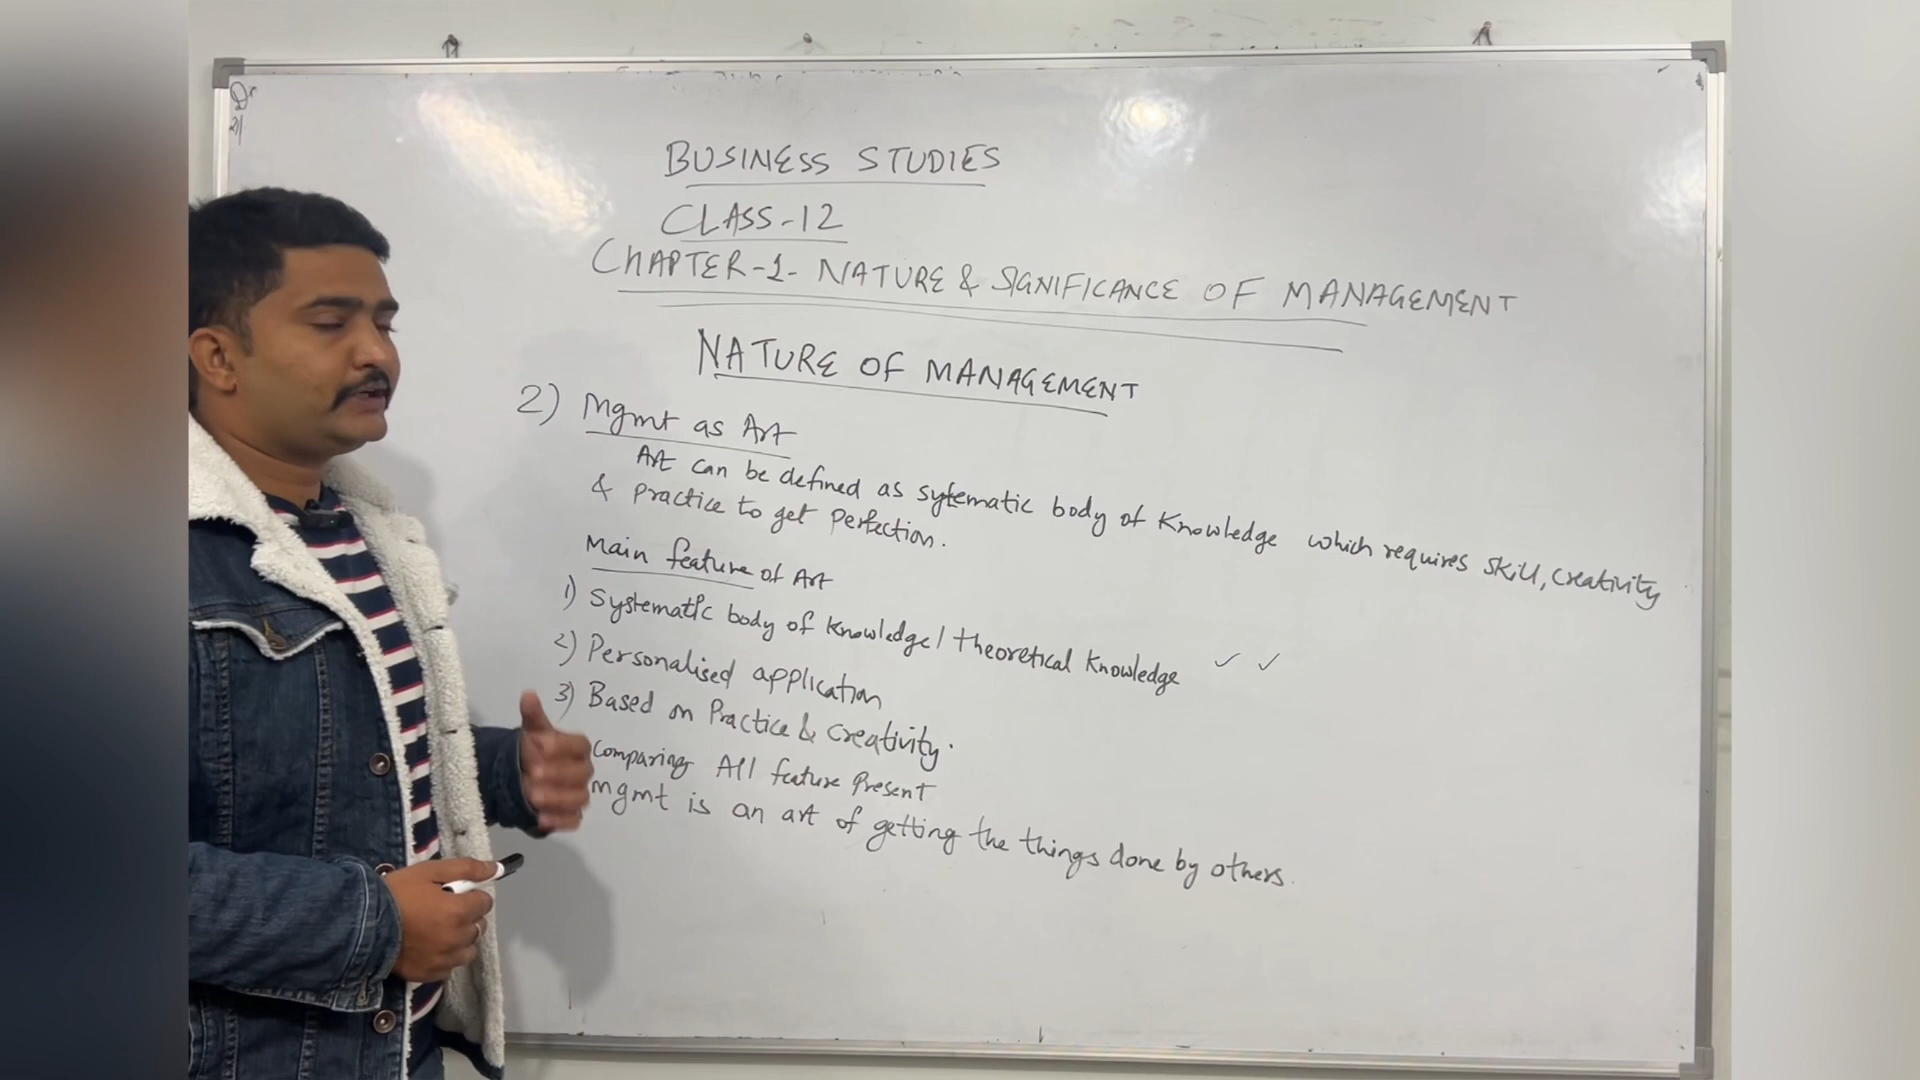 BUSINESS STUDIES
CLASS-12
CHAPTER-1- NATURE & SIGNIFICANCE OF MANAGEMENT
NATURE OF MANAGEMENT
2) Mgmt as Art
Art can be defined as sytematic body of Knowledge which requires skill, creativity
& practice to get perfection.
Main feature of Art
1) Systematic body of knowledge/ theoretical knowledge ✓ ✓
2) Personalised application
3) Based on Practice & creativity.
Comparing All feature Present
mgmt is an art of getting the things done by others.